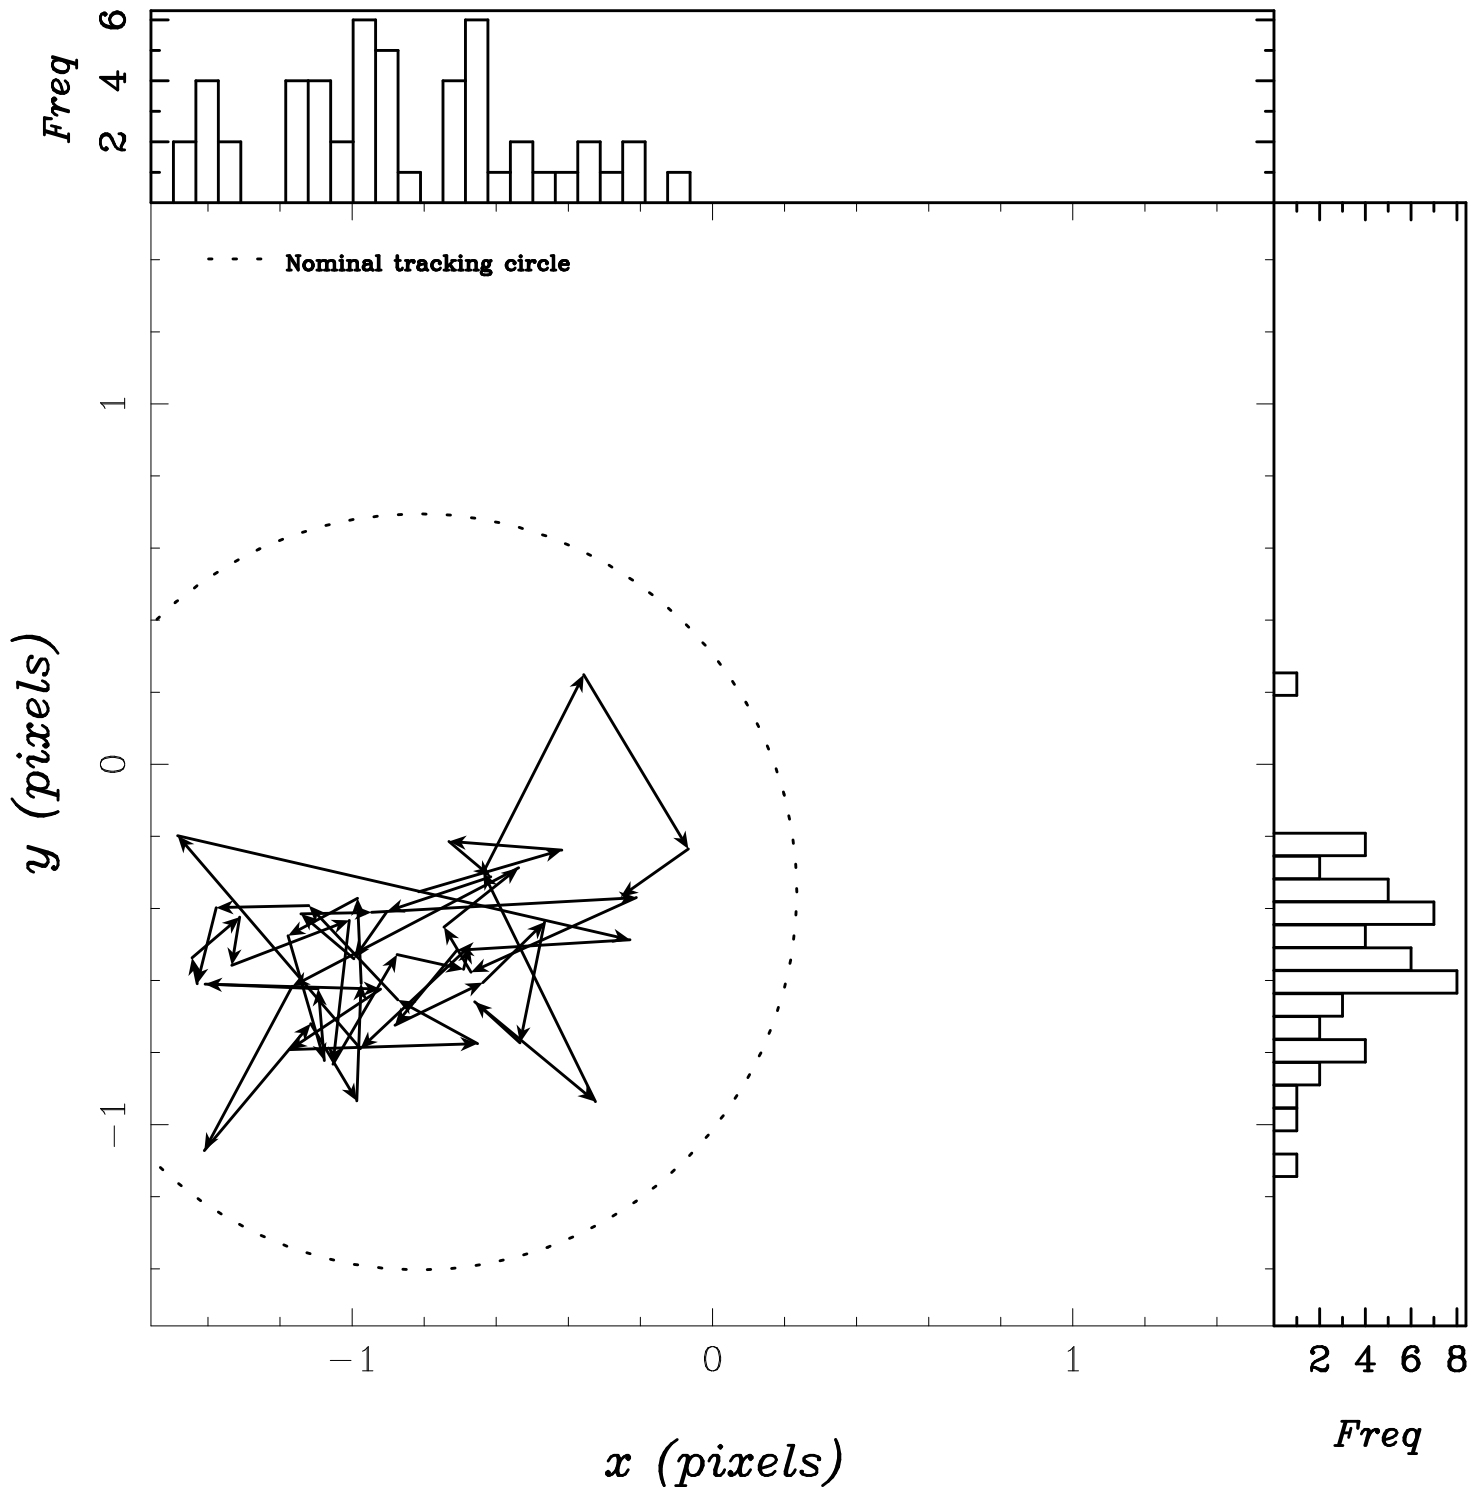 Freq
6
4
2
Nominal tracking circle
y (pixels)
1
0
−1
−1 0 1
2 4 6 8
x (pixels)
Freq